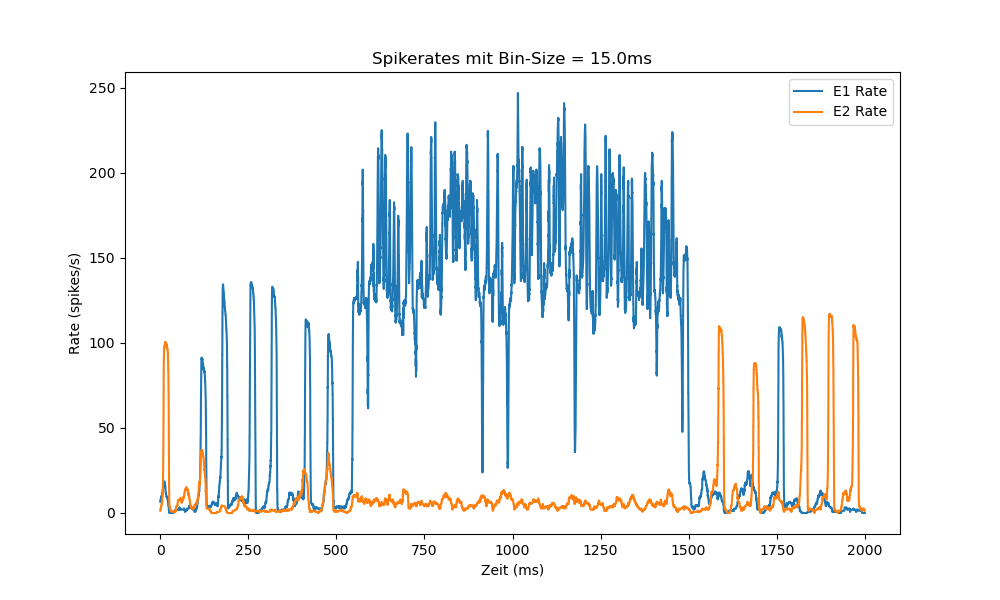 Spikerates mit Bin-Size = 15.0ms
E1 Rate
E2 Rate
250
200
150
100
50
0
Rate (spikes/s)
0 250 500 750 1000 1250 1500 1750 2000
Zeit (ms)